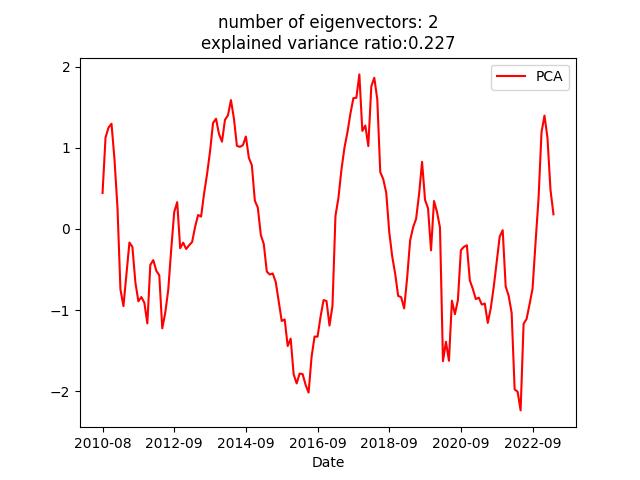 number of eigenvectors: 2
explained variance ratio:0.227
PCA
2
1
0
−1
−2
2010-08 2012-09 2014-09 2016-09 2018-09 2020-09 2022-09
Date